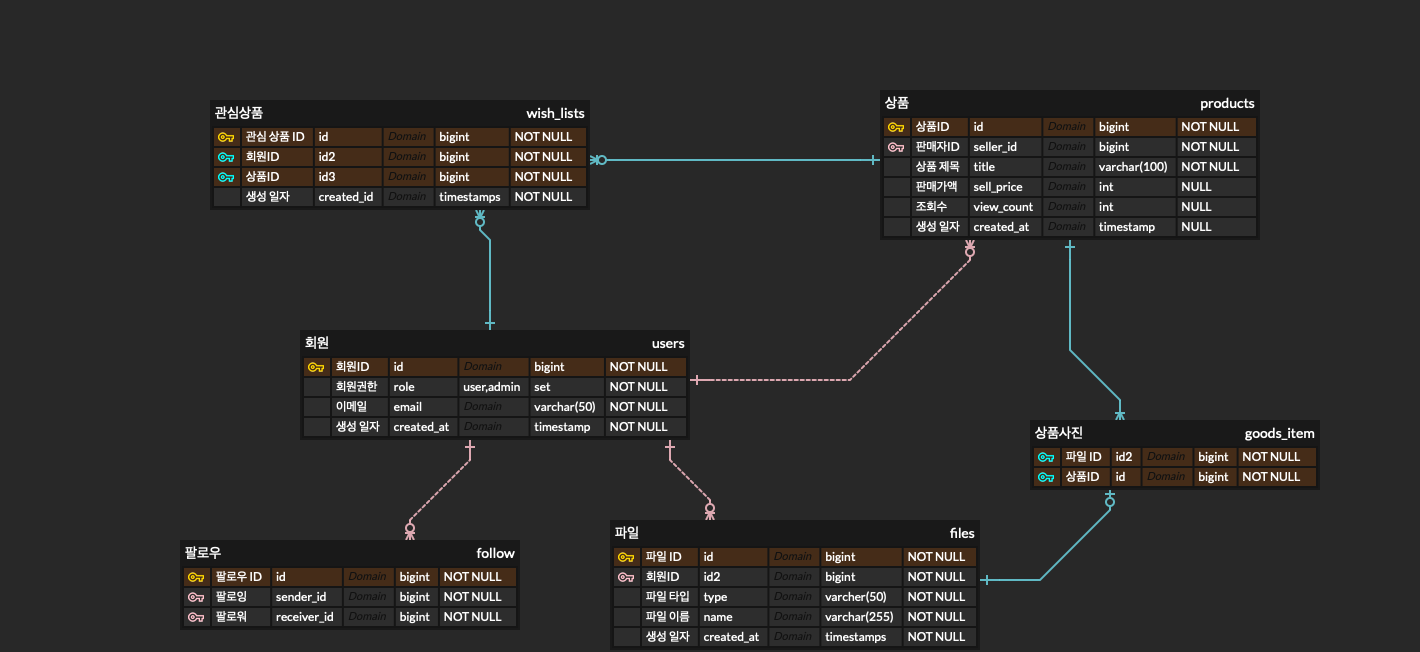 관심상품 wish_lists
관심 상품 ID id Domain bigint NOT NULL
회원ID id2 Domain bigint NOT NULL
상품ID id3 Domain bigint NOT NULL
생성 일자 created_id Domain timestamps NOT NULL
상품 products
상품ID id Domain bigint NOT NULL
판매자ID seller_id Domain bigint NOT NULL
상품 제목 title Domain varchar(100) NOT NULL
판매가액 sell_price Domain int NULL
조회수 view_count Domain int NULL
생성 일자 created_at Domain timestamp NULL
회원 users
회원ID id Domain bigint NOT NULL
회원권한 role user,admin set NOT NULL
이메일 email Domain varchar(50) NOT NULL
생성 일자 created_at Domain timestamp NOT NULL
상품사진 goods_item
파일 ID id2 Domain bigint NOT NULL
상품ID id Domain bigint NOT NULL
팔로우 follow
팔로우 ID id Domain bigint NOT NULL
팔로잉 sender_id Domain bigint NOT NULL
팔로워 receiver_id Domain bigint NOT NULL
파일 files
파일 ID id Domain bigint NOT NULL
회원ID id2 Domain bigint NOT NULL
파일 타입 type Domain varcher(50) NOT NULL
파일 이름 name Domain varchar(255) NOT NULL
생성 일자 created_at Domain timestamps NOT NULL